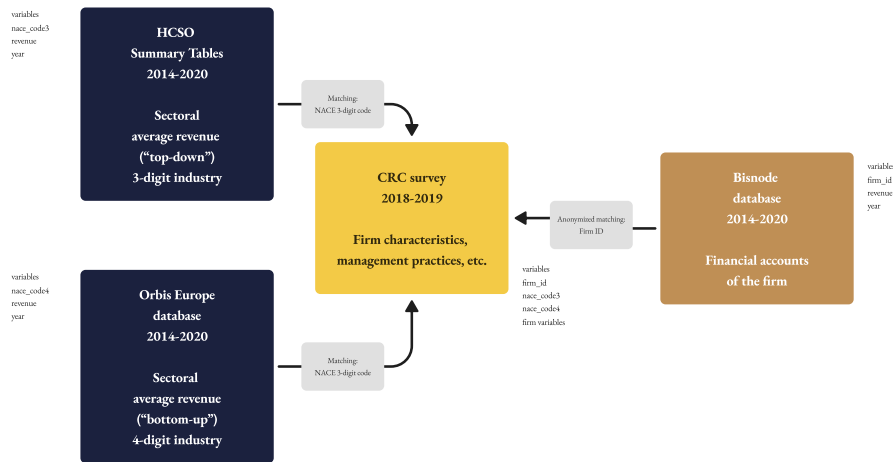 variables
nace_code3
revenue
year
HCSO
Summary Tables
2014-2020
Sectoral
average revenue
(“top-down”)
3-digit industry
Matching:
NACE 3-digit code
CRC survey
2018-2019
Firm characteristics,
management practices, etc.
variables
firm_id
nace_code3
nace_code4
firm variables
Anonymized matching:
Firm ID
Bisnode
database
2014-2020
Financial accounts
of the firm
variable
firm_id
revenue
year
variables
nace_code4
revenue
year
Orbis Europe
database
2014-2020
Sectoral
average revenue
(“bottom-up”)
4-digit industry
Matching:
NACE 3-digit code